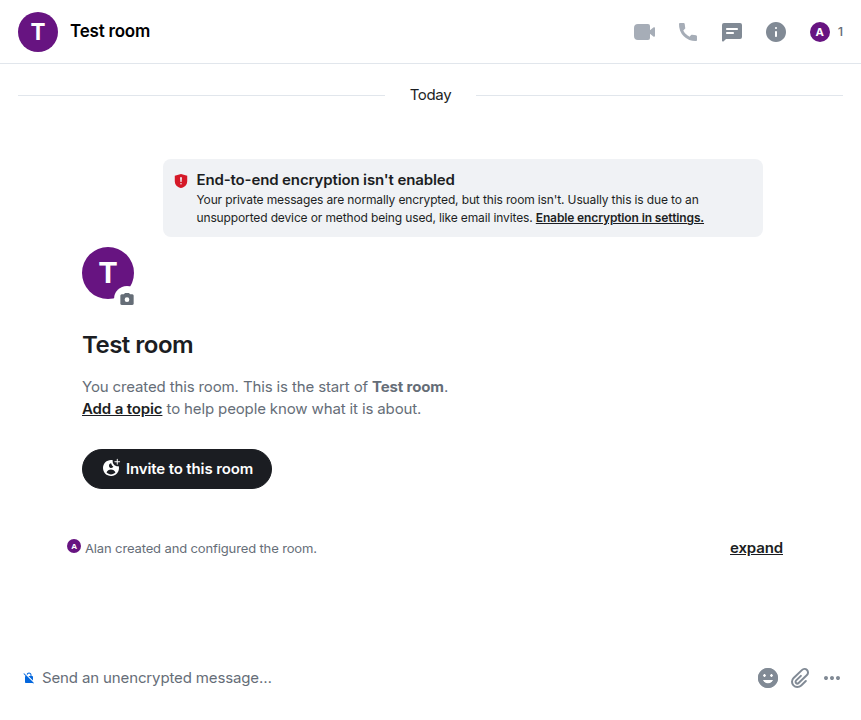 T Test room A 1
Today
End-to-end encryption isn't enabled
Your private messages are normally encrypted, but this room isn't. Usually this is due to an
unsupported device or method being used, like email invites. Enable encryption in settings.
T
Test room
You created this room. This is the start of Test room.
Add a topic to help people know what it is about.
Invite to this room
A Alan created and configured the room. expand
Send an unencrypted message...